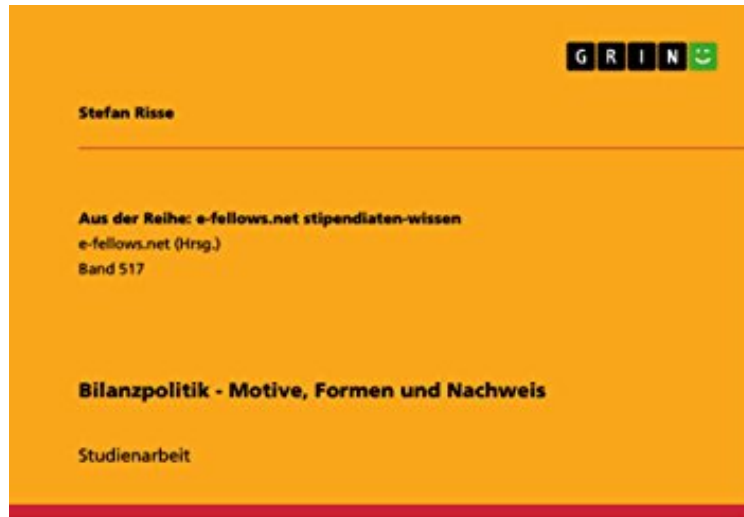 GRIN
Stefan Risse
Aus der Reihe: e-fellows.net stipendiaten-wissen
e-fellows.net (Hrsg.)
Band 517
Bilanzpolitik - Motive, Formen und Nachweis
Studienarbeit